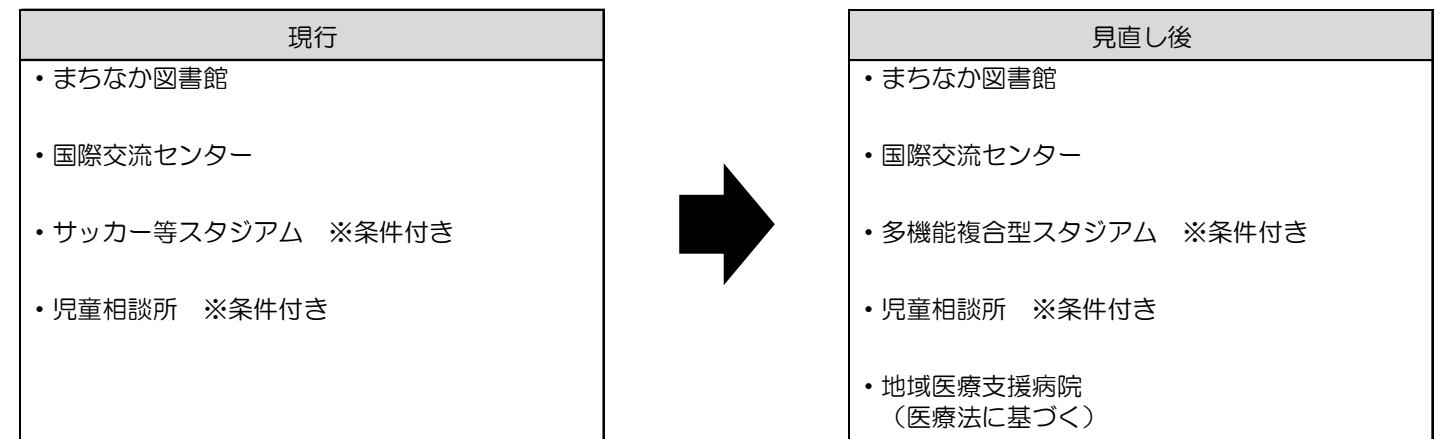 現行
・まちなか図書館
・国際交流センター
・サッカー等スタジアム　※条件付き
・児童相談所　※条件付き
見直し後
・まちなか図書館
・国際交流センター
・多機能複合型スタジアム　※条件付き
・児童相談所　※条件付き
・地域医療支援病院
（医療法に基づく）